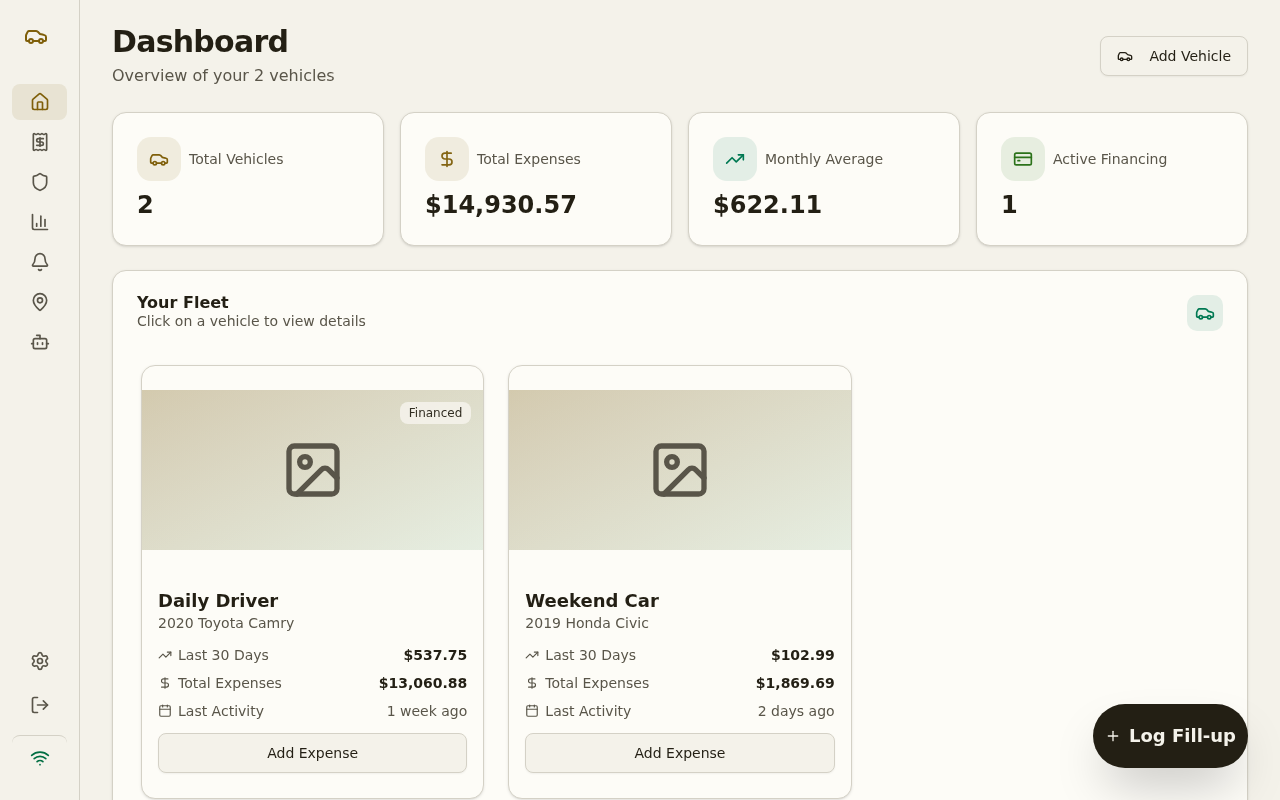 Dashboard
Overview of your 2 vehicles
Add Vehicle
Total Vehicles
2
Total Expenses
$14,930.57
Monthly Average
$622.11
Active Financing
1
Your Fleet
Click on a vehicle to view details
Financed
Daily Driver
2020 Toyota Camry
Last 30 Days $537.75
Total Expenses $13,060.88
Last Activity 1 week ago
Add Expense
Weekend Car
2019 Honda Civic
Last 30 Days $102.99
Total Expenses $1,869.69
Last Activity 2 days ago
Add Expense
Log Fill-up